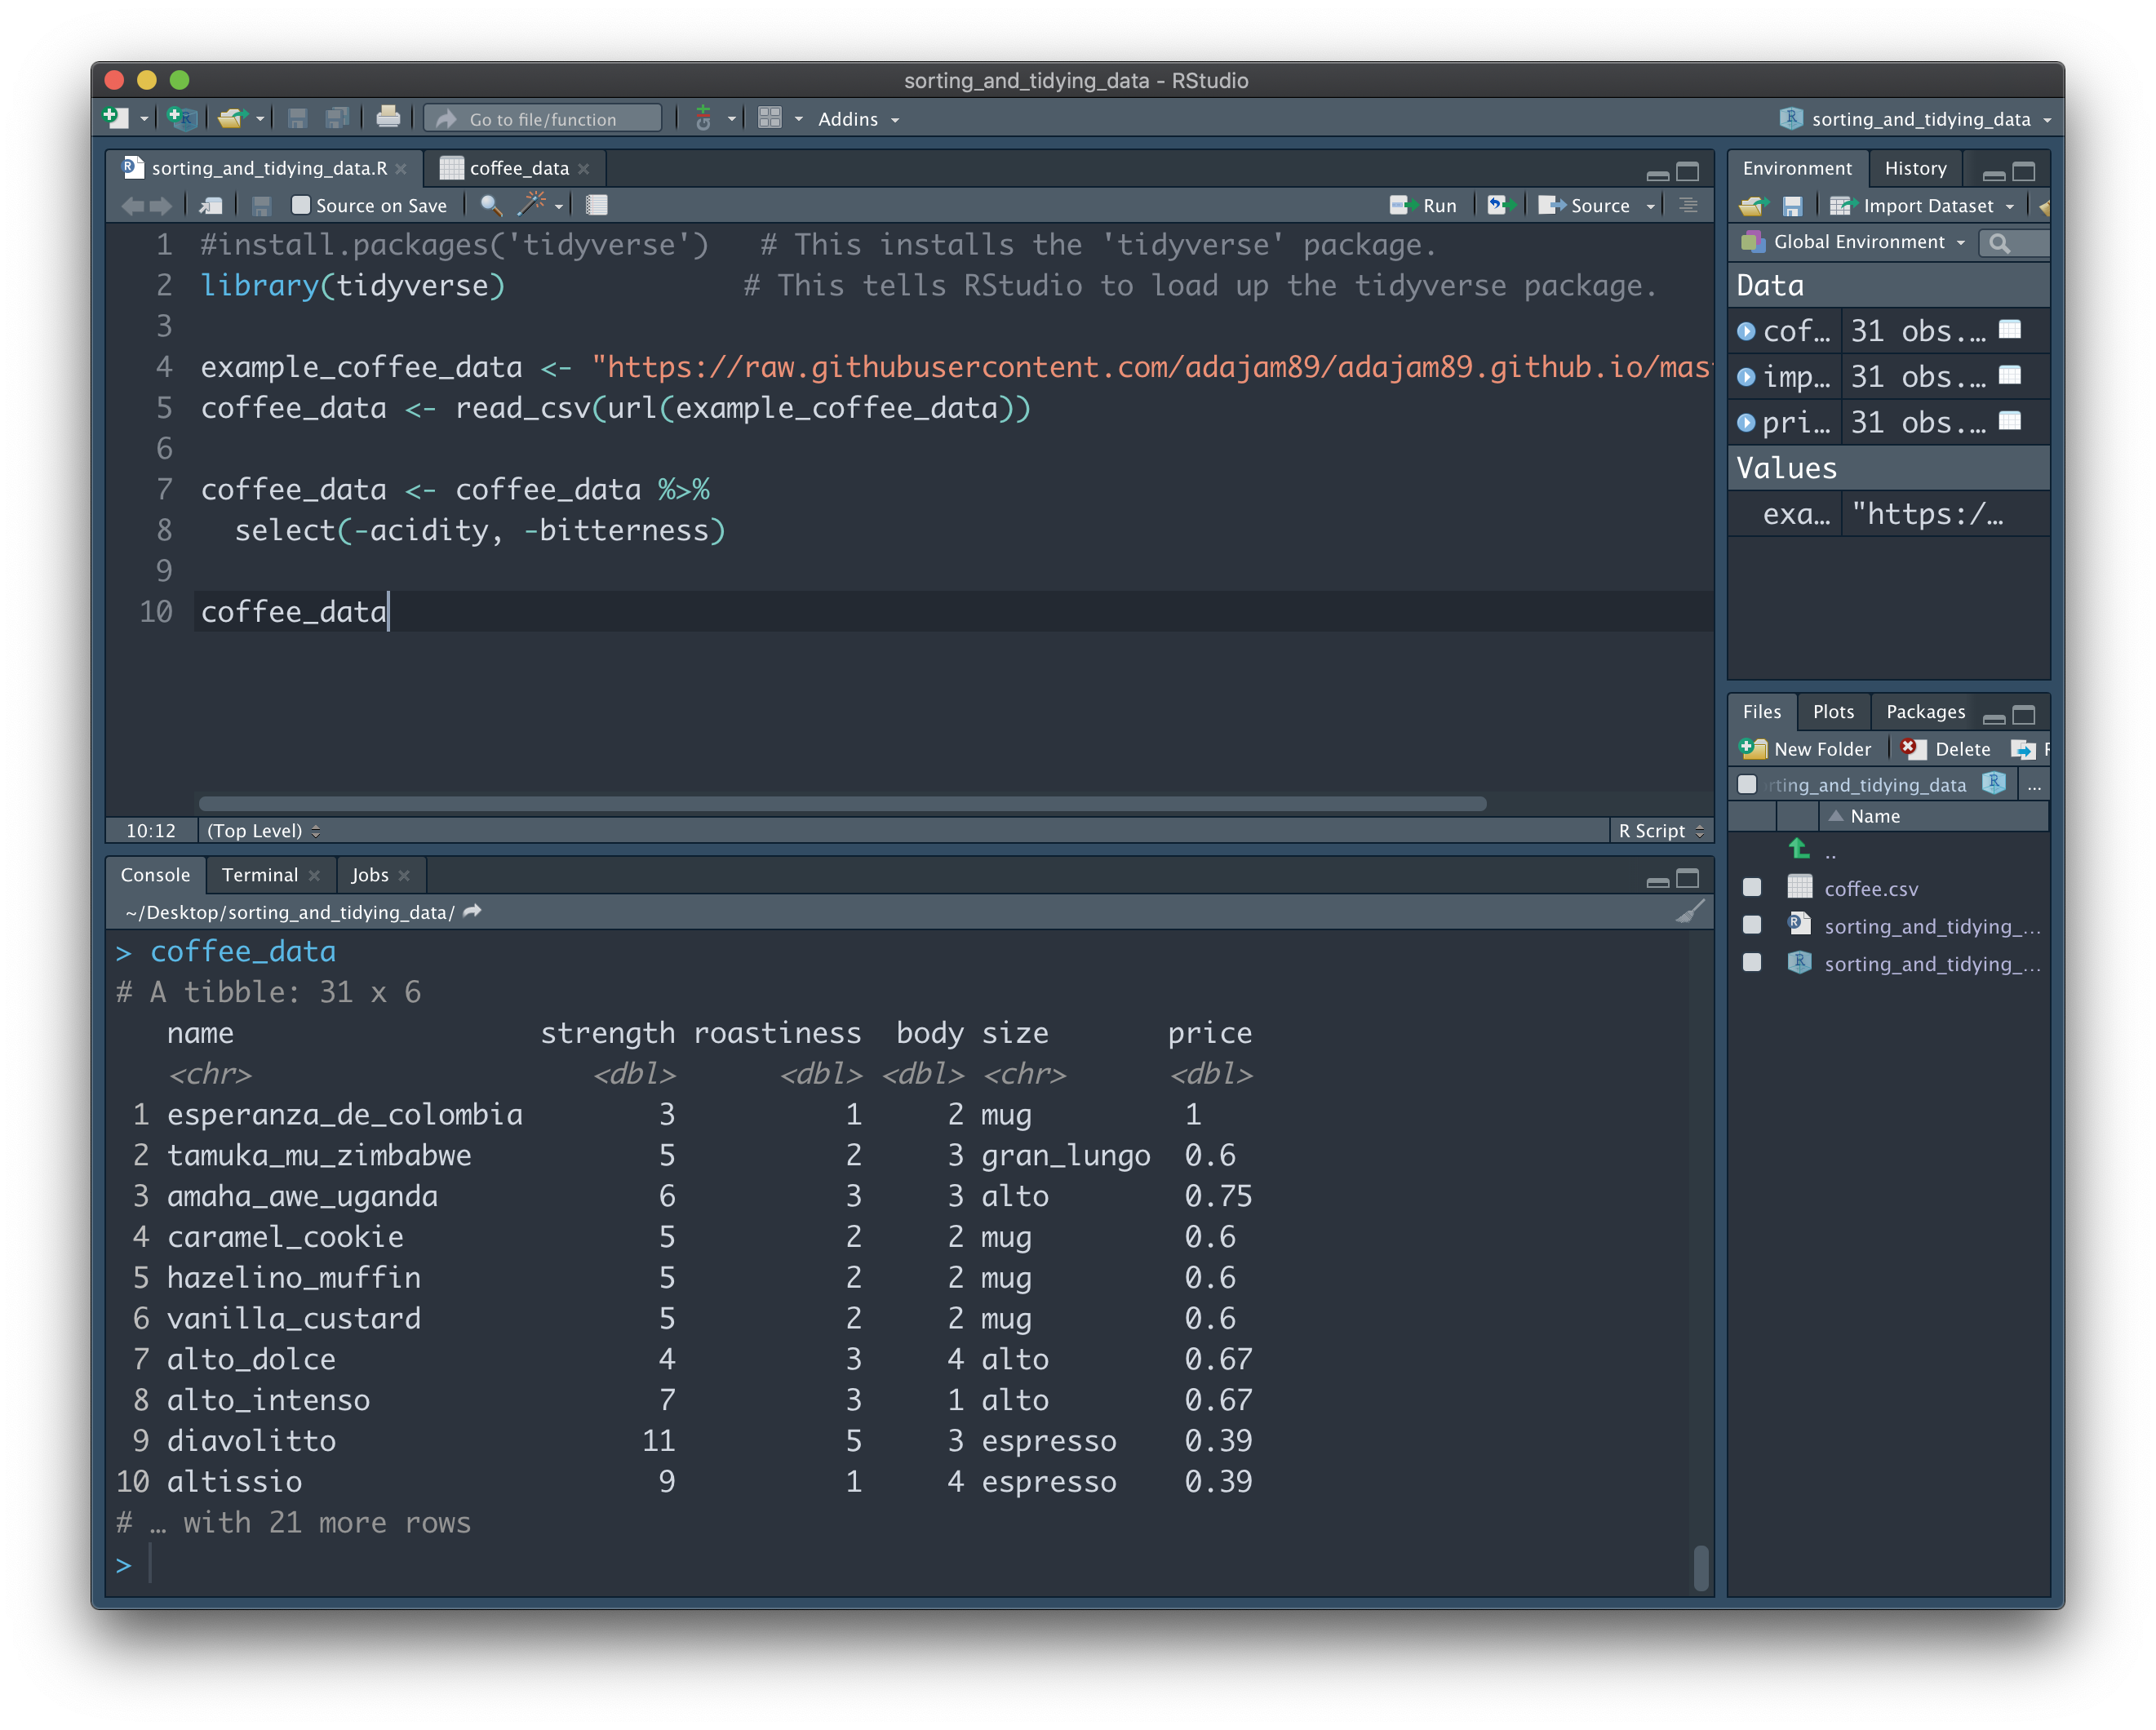 sorting_and_tidying_data - RStudio
Go to file/function
Addins
sorting_and_tidying_data
sorting_and_tidying_data.R
coffee_data
Source on Save
Run
Source
1 #install.packages('tidyverse')   # This installs the 'tidyverse' package.
2 library(tidyverse)              # This tells RStudio to load up the tidyverse package.
3
4 example_coffee_data <- "https://raw.githubusercontent.com/adajam89/adajam89.github.io/mas
5 coffee_data <- read_csv(url(example_coffee_data))
6
7 coffee_data <- coffee_data %>%
8   select(-acidity, -bitterness)
9
10 coffee_data
10:12 (Top Level) R Script
Console Terminal Jobs
~/Desktop/sorting_and_tidying_data/
> coffee_data
# A tibble: 31 x 6
name strength roastiness body size price
<chr> <dbl> <dbl> <dbl> <chr> <dbl>
1 esperanza_de_colombia 3 1 2 mug 1
2 tamuka_mu_zimbabwe 5 2 3 gran_lungo 0.6
3 amaha_awe_uganda 6 3 3 alto 0.75
4 caramel_cookie 5 2 2 mug 0.6
5 hazelino_muffin 5 2 2 mug 0.6
6 vanilla_custard 5 2 2 mug 0.6
7 alto_dolce 4 3 4 alto 0.67
8 alto_intenso 7 3 1 alto 0.67
9 diavolitto 11 5 3 espresso 0.39
10 altissio 9 1 4 espresso 0.39
# … with 21 more rows
>
Environment History
Import Dataset
Global Environment
Data
cof… 31 obs.…
imp… 31 obs.…
pri… 31 obs.…
Values
exa… "https:/…
Files Plots Packages
New Folder Delete R
rting_and_tidying_data ...
Name
..
coffee.csv
sorting_and_tidying_…
sorting_and_tidying_…